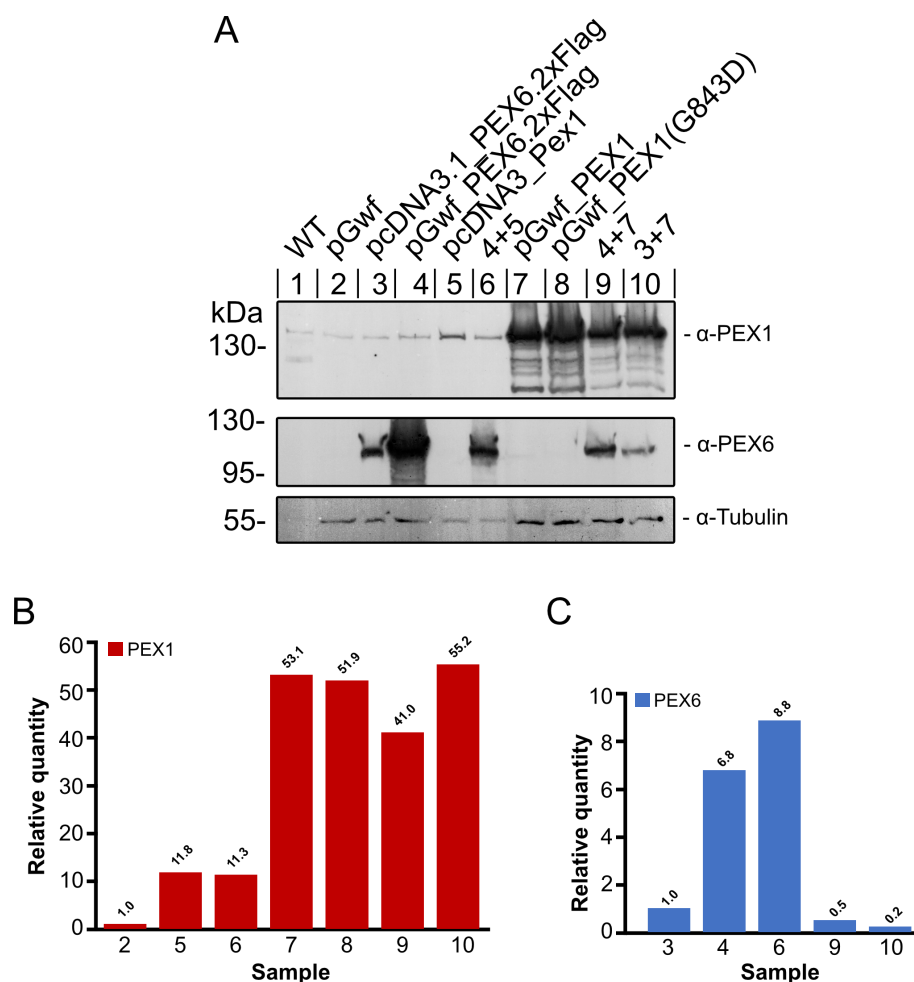 A
WT
pGwf
pcDNA3.1_PEX6.2xFlag
pGwf_PEX6.2xFlag
pcDNA3_Pex1
4+5
pGwf_PEX1
pGwf_PEX1(G843D)
4+7
3+7
1 2 3 4 5 6 7 8 9 10
kDa
130-
- α-PEX1
130-
- α-PEX6
95-
55-
- α-Tubulin
B
PEX1
Relative quantity
60
50
40
30
20
10
0
1.0
11.8
11.3
53.1
51.9
41.0
55.2
2 5 6 7 8 9 10
Sample
C
PEX6
Relative quantity
10
8
6
4
2
0
1.0
6.8
8.8
0.5
0.2
3 4 6 9 10
Sample